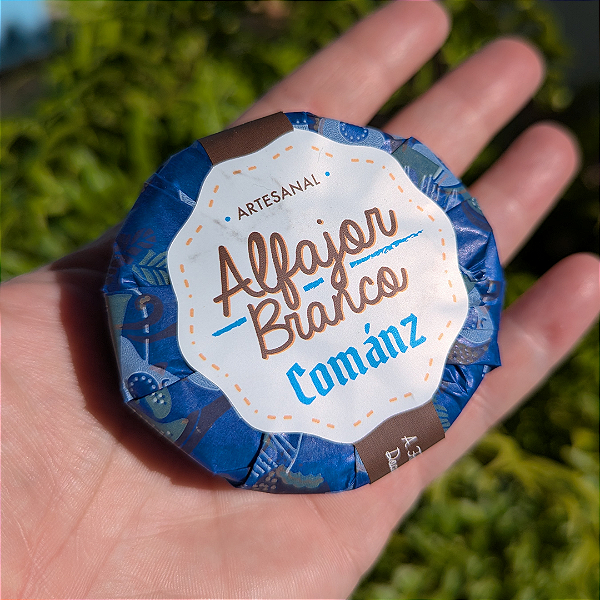 • ARTESANAL •
Alfajor
Branco
Cománz